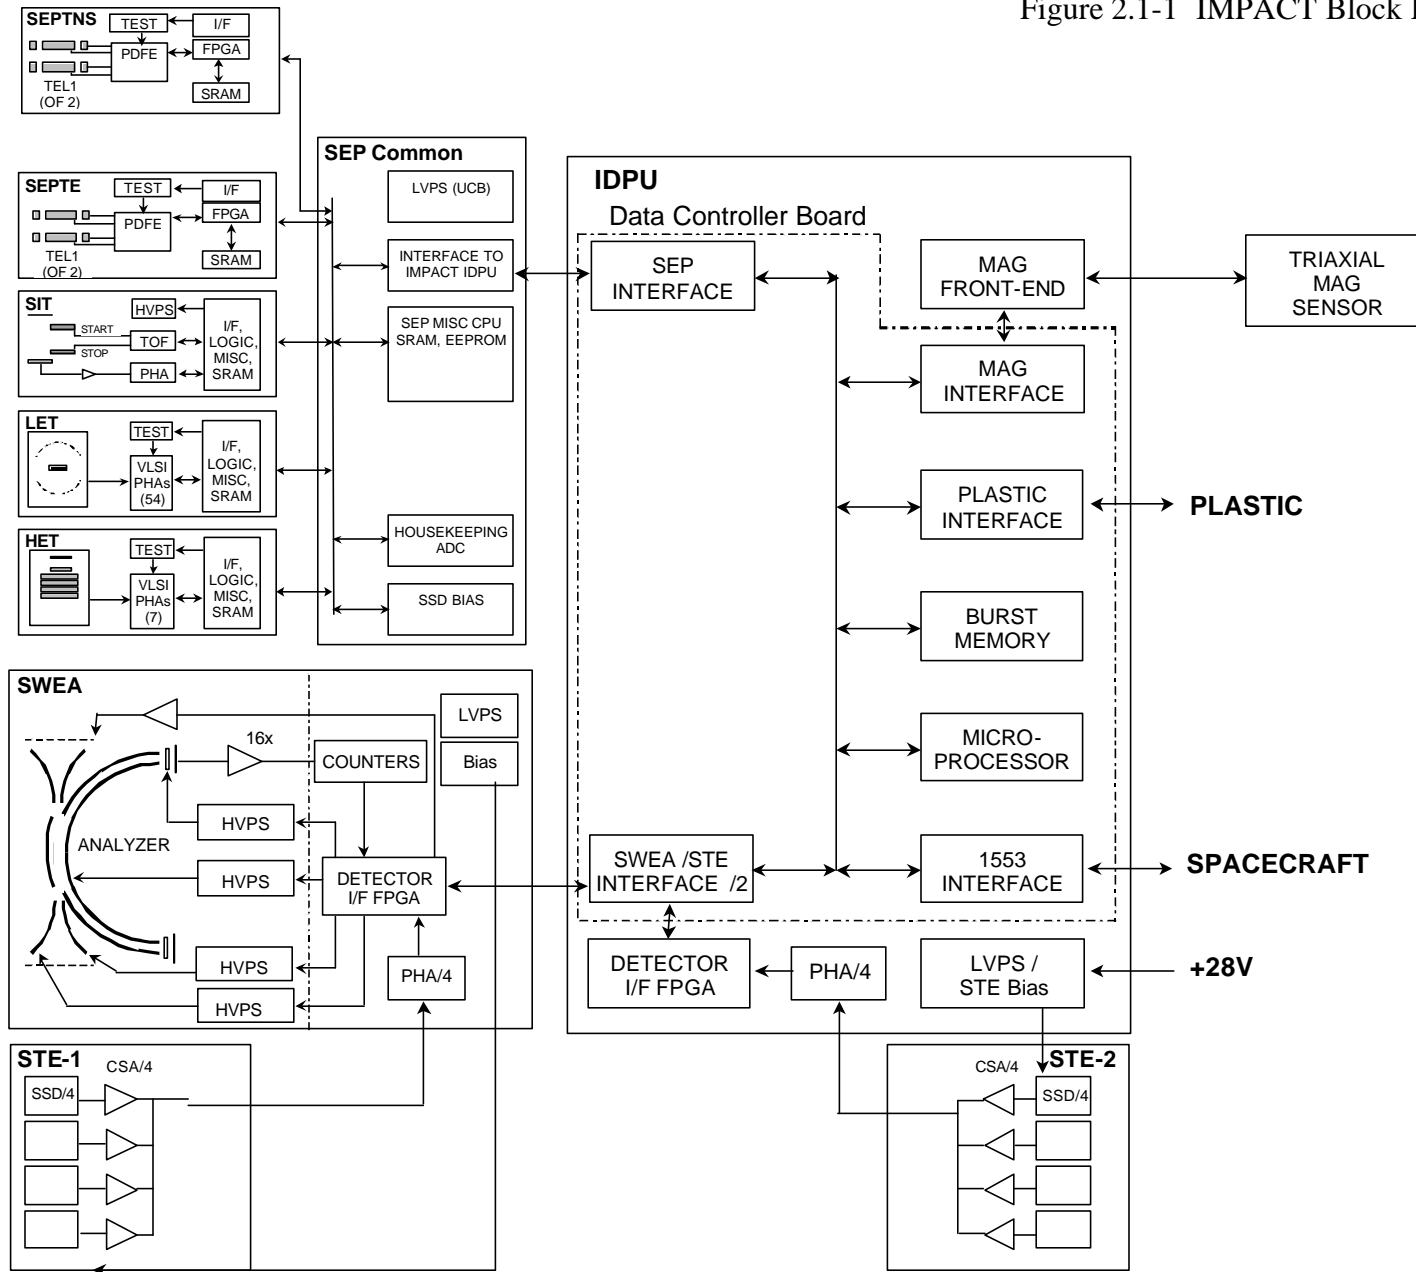 Figure 2.1-1 IMPACT Block
SEPTNS
TEST
I/F
PDFE
FPGA
SRAM
TEL1
(OF 2)
SEPTE
TEST
I/F
PDFE
FPGA
SRAM
TEL1
(OF 2)
SIT
HVPS
START
TOF
STOP
PHA
I/F,
LOGIC,
MISC,
SRAM
LET
TEST
VLSI
PHAs
(54)
I/F,
LOGIC,
MISC,
SRAM
HET
TEST
VLSI
PHAs
(7)
I/F,
LOGIC,
MISC,
SRAM
SEP Common
LVPS (UCB)
INTERFACE TO
IMPACT IDPU
SEP MISC CPU
SRAM, EEPROM
HOUSEKEEPING
ADC
SSD BIAS
IDPU
Data Controller Board
SEP
INTERFACE
MAG
FRONT-END
TRIAXIAL
MAG
SENSOR
MAG
INTERFACE
PLASTIC
INTERFACE
PLASTIC
BURST
MEMORY
MICRO-
PROCESSOR
SWEA /STE
INTERFACE /2
1553
INTERFACE
SPACECRAFT
DETECTOR
I/F FPGA
PHA/4
LVPS /
STE Bias
+28V
SWEA
LVPS
16x
COUNTERS
Bias
HVPS
ANALYZER
HVPS
DETECTOR
I/F FPGA
HVPS
PHA/4
HVPS
STE-1
CSA/4
SSD/4
STE-2
CSA/4
SSD/4